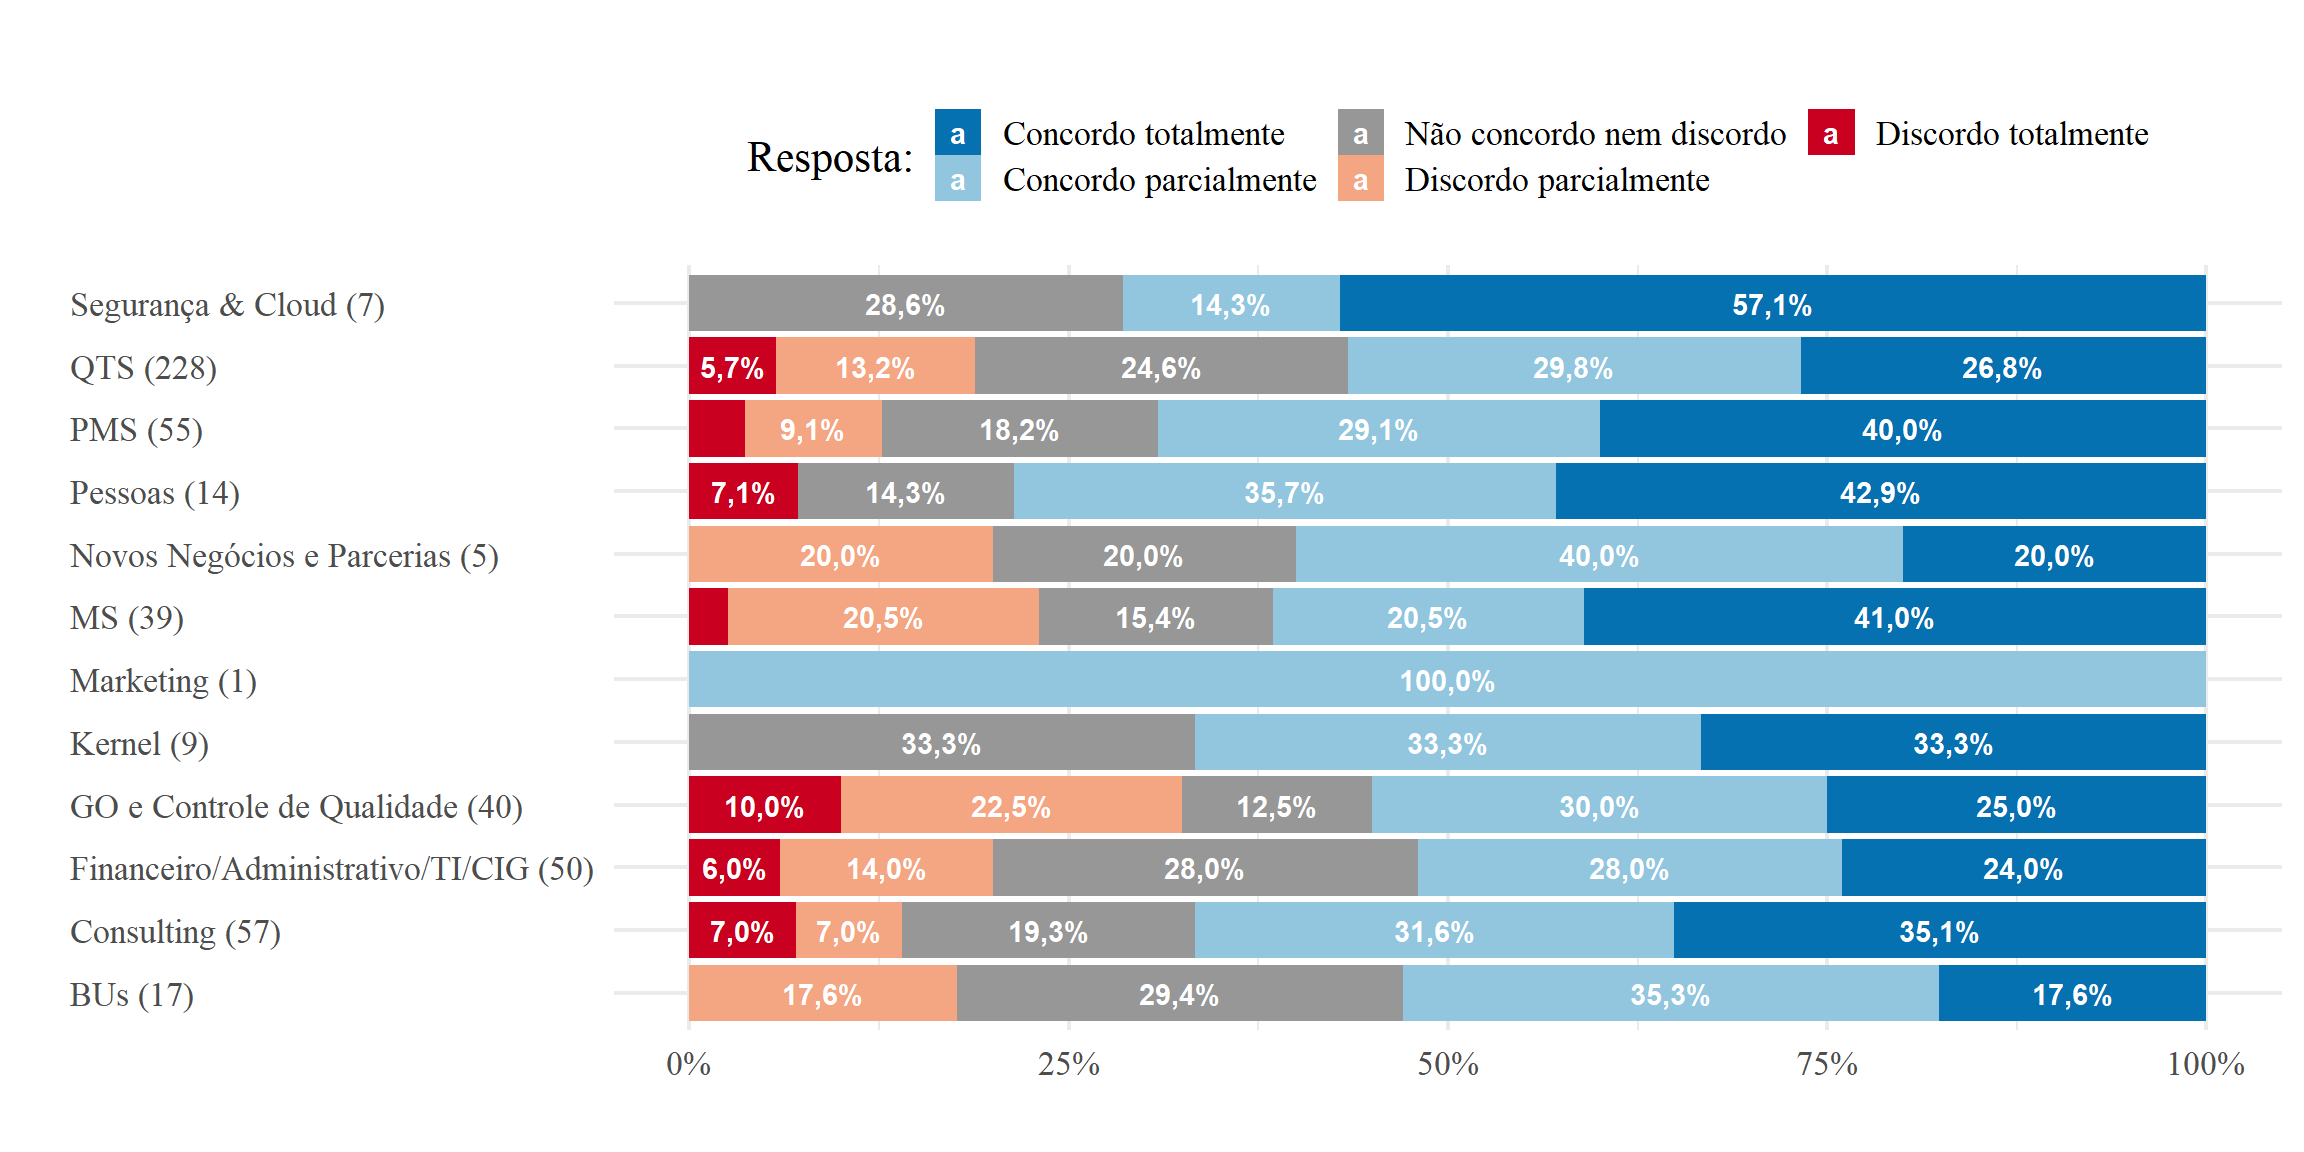 Resposta:
a Concordo totalmente a Não concordo nem discordo a Discordo totalmente
a Concordo parcialmente a Discordo parcialmente
Segurança & Cloud (7) 28,6% 14,3% 57,1%
QTS (228) 5,7% 13,2% 24,6% 29,8% 26,8%
PMS (55) 9,1% 18,2% 29,1% 40,0%
Pessoas (14) 7,1% 14,3% 35,7% 42,9%
Novos Negócios e Parcerias (5) 20,0% 20,0% 40,0% 20,0%
MS (39) 20,5% 15,4% 20,5% 41,0%
Marketing (1) 100,0%
Kernel (9) 33,3% 33,3% 33,3%
GO e Controle de Qualidade (40) 10,0% 22,5% 12,5% 30,0% 25,0%
Financeiro/Administrativo/TI/CIG (50) 6,0% 14,0% 28,0% 28,0% 24,0%
Consulting (57) 7,0% 7,0% 19,3% 31,6% 35,1%
BUs (17) 17,6% 29,4% 35,3% 17,6%
0% 25% 50% 75% 100%